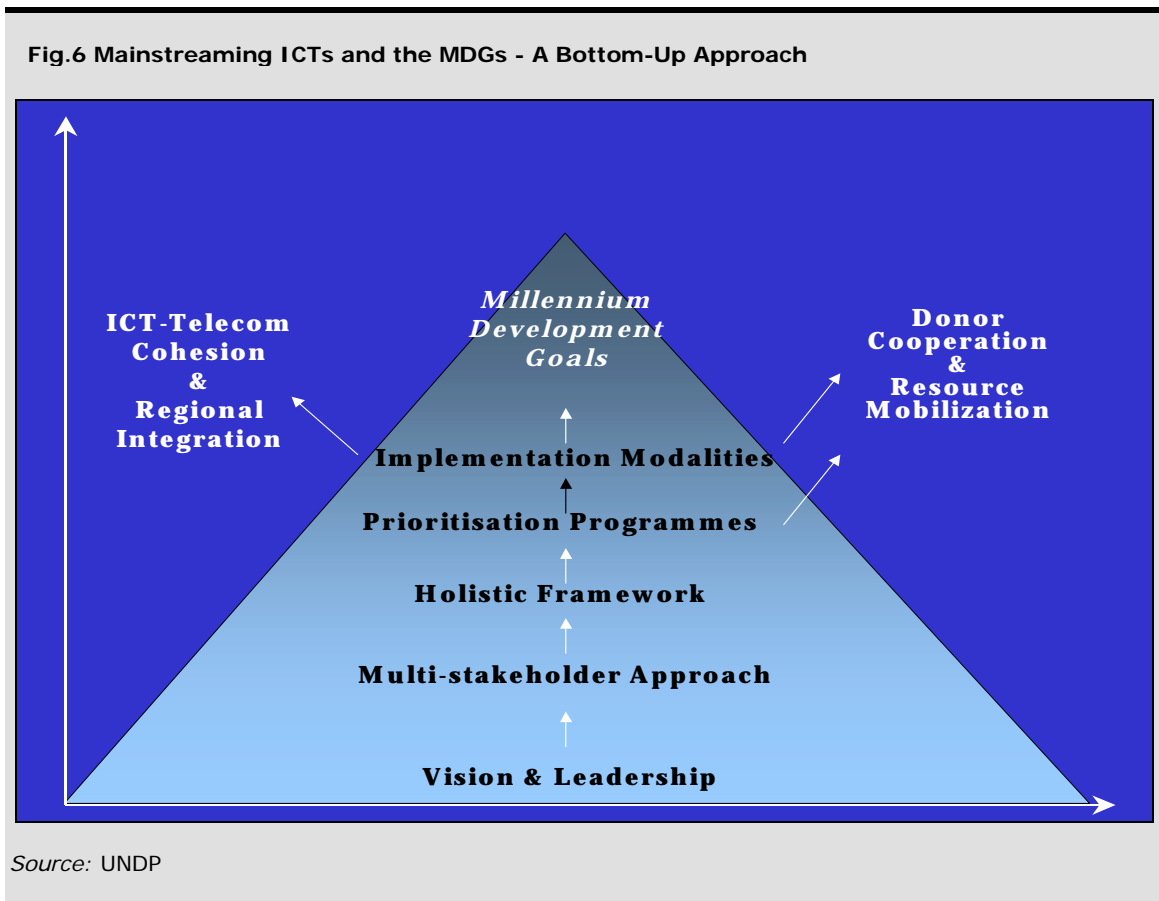 Fig.6 Mainstreaming ICTs and the MDGs - A Bottom-Up Approach
Millennium
Development
Goals
ICT-Telecom
Cohesion
&
Regional
Integration
Donor
Cooperation
&
Resource
Mobilization
Implementation Modalities
Prioritisation Programmes
Holistic Framework
Multi-stakeholder Approach
Vision & Leadership
Source: UNDP